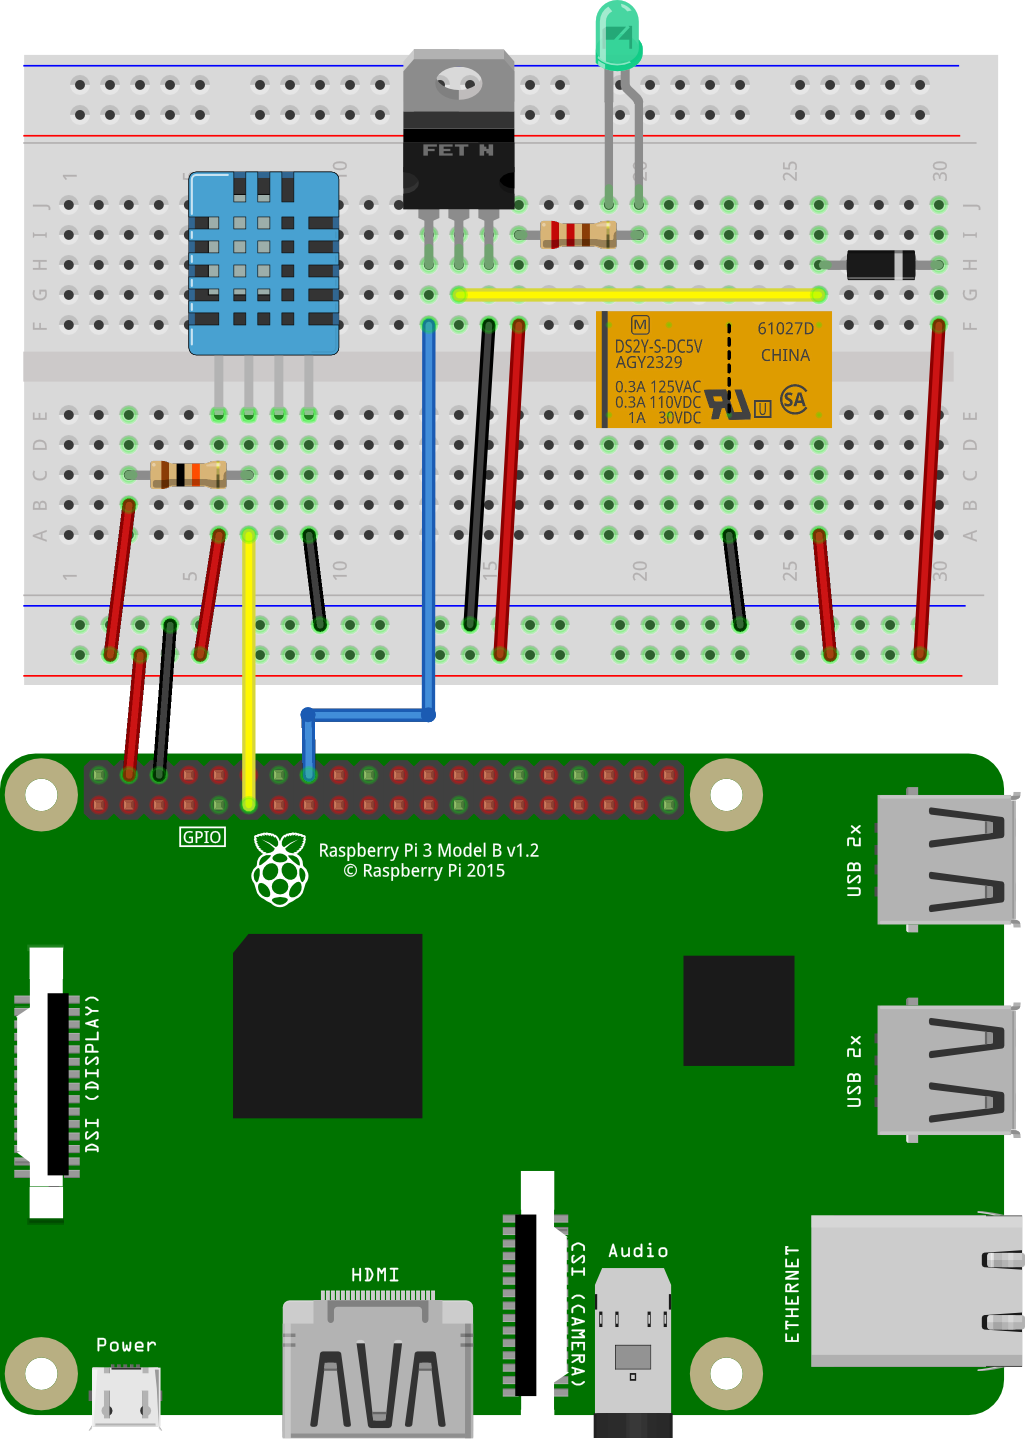 FET N
1
5
10
15
20
25
30
J
I
H
G
F
J
I
H
G
F
M
DS2Y-S-DC5V
AGY2329
61027D
CHINA
0.3A 125VAC
0.3A 110VDC
1A 30VDC
U
SA
E
D
C
B
A
E
D
C
B
A
1
5
10
15
20
25
30
GPIO
Raspberry Pi 3 Model B v1.2
© Raspberry Pi 2015
USB 2x
DSI (DISPLAY)
USB 2x
CSI (CAMERA)
Audio
ETHERNET
HDMI
Power